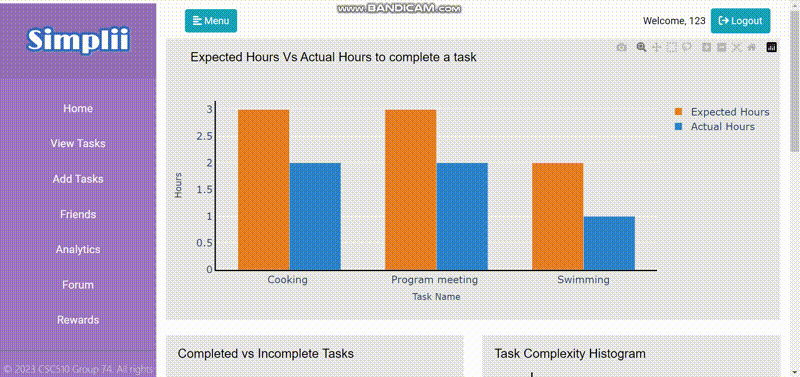 www.BANDICAM.com
Simplii
Menu
Welcome, 123
Logout
Home
View Tasks
Add Tasks
Friends
Analytics
Forum
Rewards
© 2023 CSC510 Group 74. All rights
Expected Hours Vs Actual Hours to complete a task
Expected Hours
Actual Hours
Hours
3
2.5
2
1.5
1
0.5
0
Cooking
Program meeting
Swimming
Task Name
Completed vs Incomplete Tasks
Task Complexity Histogram